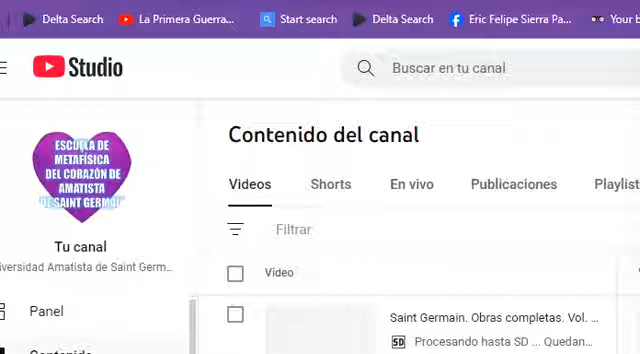 Delta Search La Primera Guerra... Start search Delta Search Eric Felipe Sierra Pa... Your b
Studio
Buscar en tu canal
Contenido del canal
ESCUELA DE
METAFÍSICA
DEL CORAZÓN DE
AMATISTA
DE SAINT GERMAIN
Videos Shorts En vivo Publicaciones Playlist
Filtrar
Tu canal
iversidad Amatista de Saint Germ...
Video
Panel
Saint Germain. Obras completas. Vol. ...
SD Procesando hasta SD ... Quedan...
Contenido